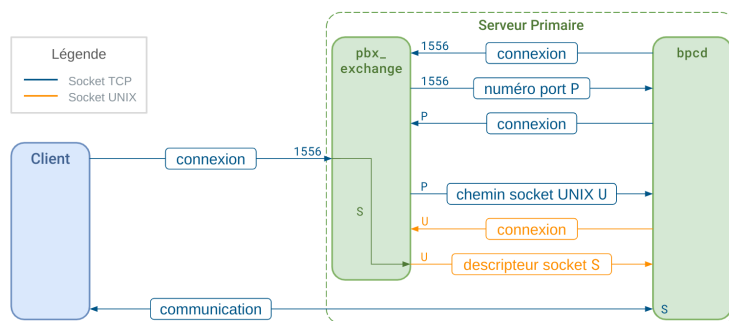 Serveur Primaire
Légende
Socket TCP
Socket UNIX
pbx_
exchange
bpcd
1556 connexion
1556 numéro port P
P connexion
Client
connexion 1556
P chemin socket UNIX U
S
U connexion
U descripteur socket S
communication
S